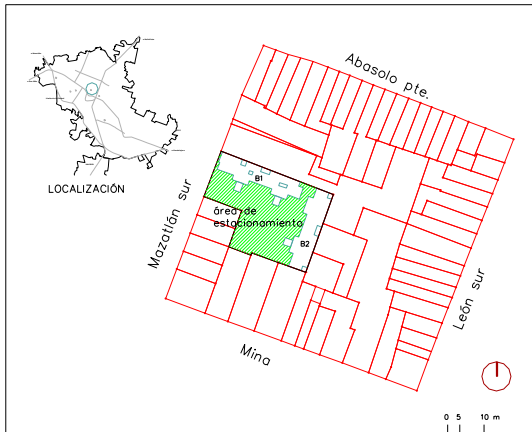 Abasolo pte.
LOCALIZACIÓN
B1
área de
estacionamiento
B2
Mazatlán sur
León sur
Mina
0 5 10 m